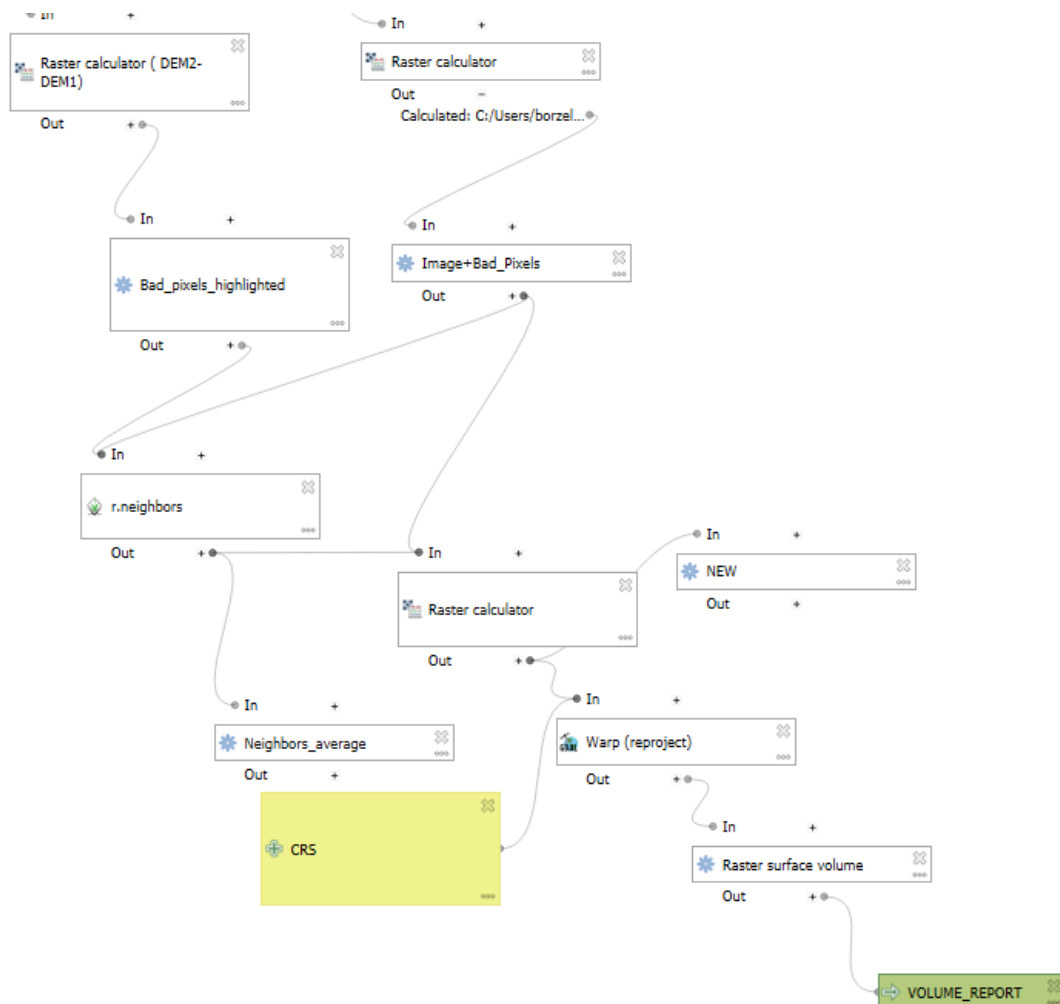 In +
In +
Raster calculator ( DEM2-
DEM1)
Raster calculator
Out +
Out −
Calculated: C:/Users/borzel...
In +
In +
Bad_pixels_highlighted
Image+Bad_Pixels
Out +
Out +
In +
r.neighbors
Out +
In +
In +
NEW
Out +
Raster calculator
Out +
In +
In +
Neighbors_average
Warp (reproject)
Out +
Out +
CRS
In +
Raster surface volume
Out +
VOLUME_REPORT